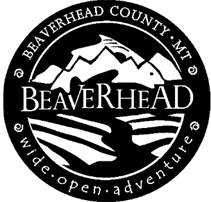 BEAVERHEAD COUNTY • MT
BEAVERHEAD
wide • open • adventure